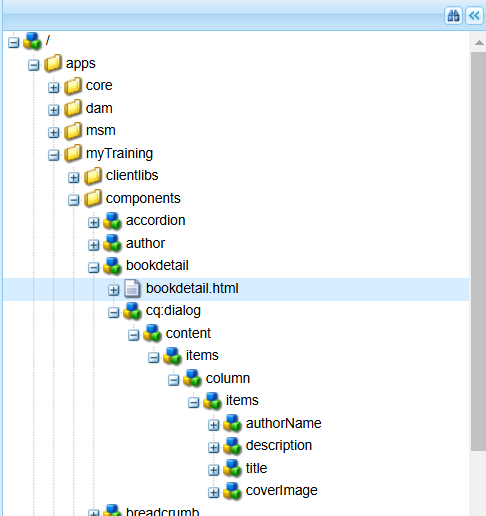 /
apps
core
dam
msm
myTraining
clientlibs
components
accordion
author
bookdetail
bookdetail.html
cq:dialog
content
items
column
items
authorName
description
title
coverImage
breadcrumb